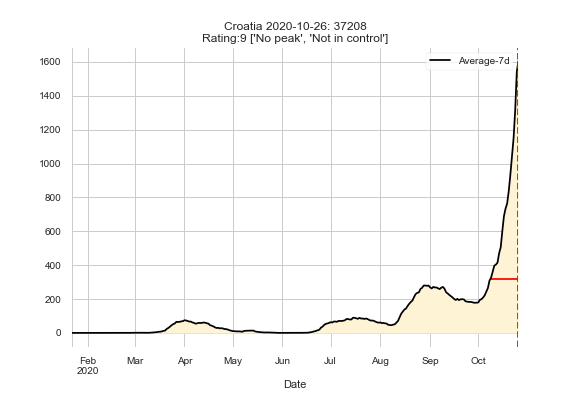 Croatia 2020-10-26: 37208
Rating:9 ['No peak', 'Not in control']
Average-7d
1600
1400
1200
1000
800
600
400
200
0
Feb Mar Apr May Jun Jul Aug Sep Oct
2020
Date